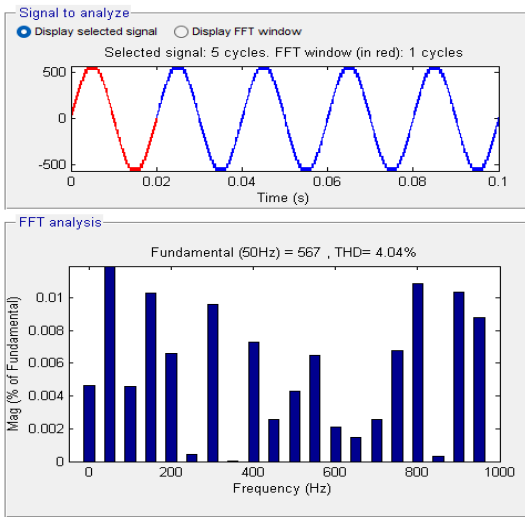 Signal to analyze
Display selected signal Display FFT window
Selected signal: 5 cycles. FFT window (in red): 1 cycles
500
0
-500
0 0.02 0.04 0.06 0.08 0.1
Time (s)
FFT analysis
Fundamental (50Hz) = 567 , THD= 4.04%
0.01
0.008
0.006
0.004
0.002
0
Mag (% of Fundamental)
0 200 400 600 800 1000
Frequency (Hz)